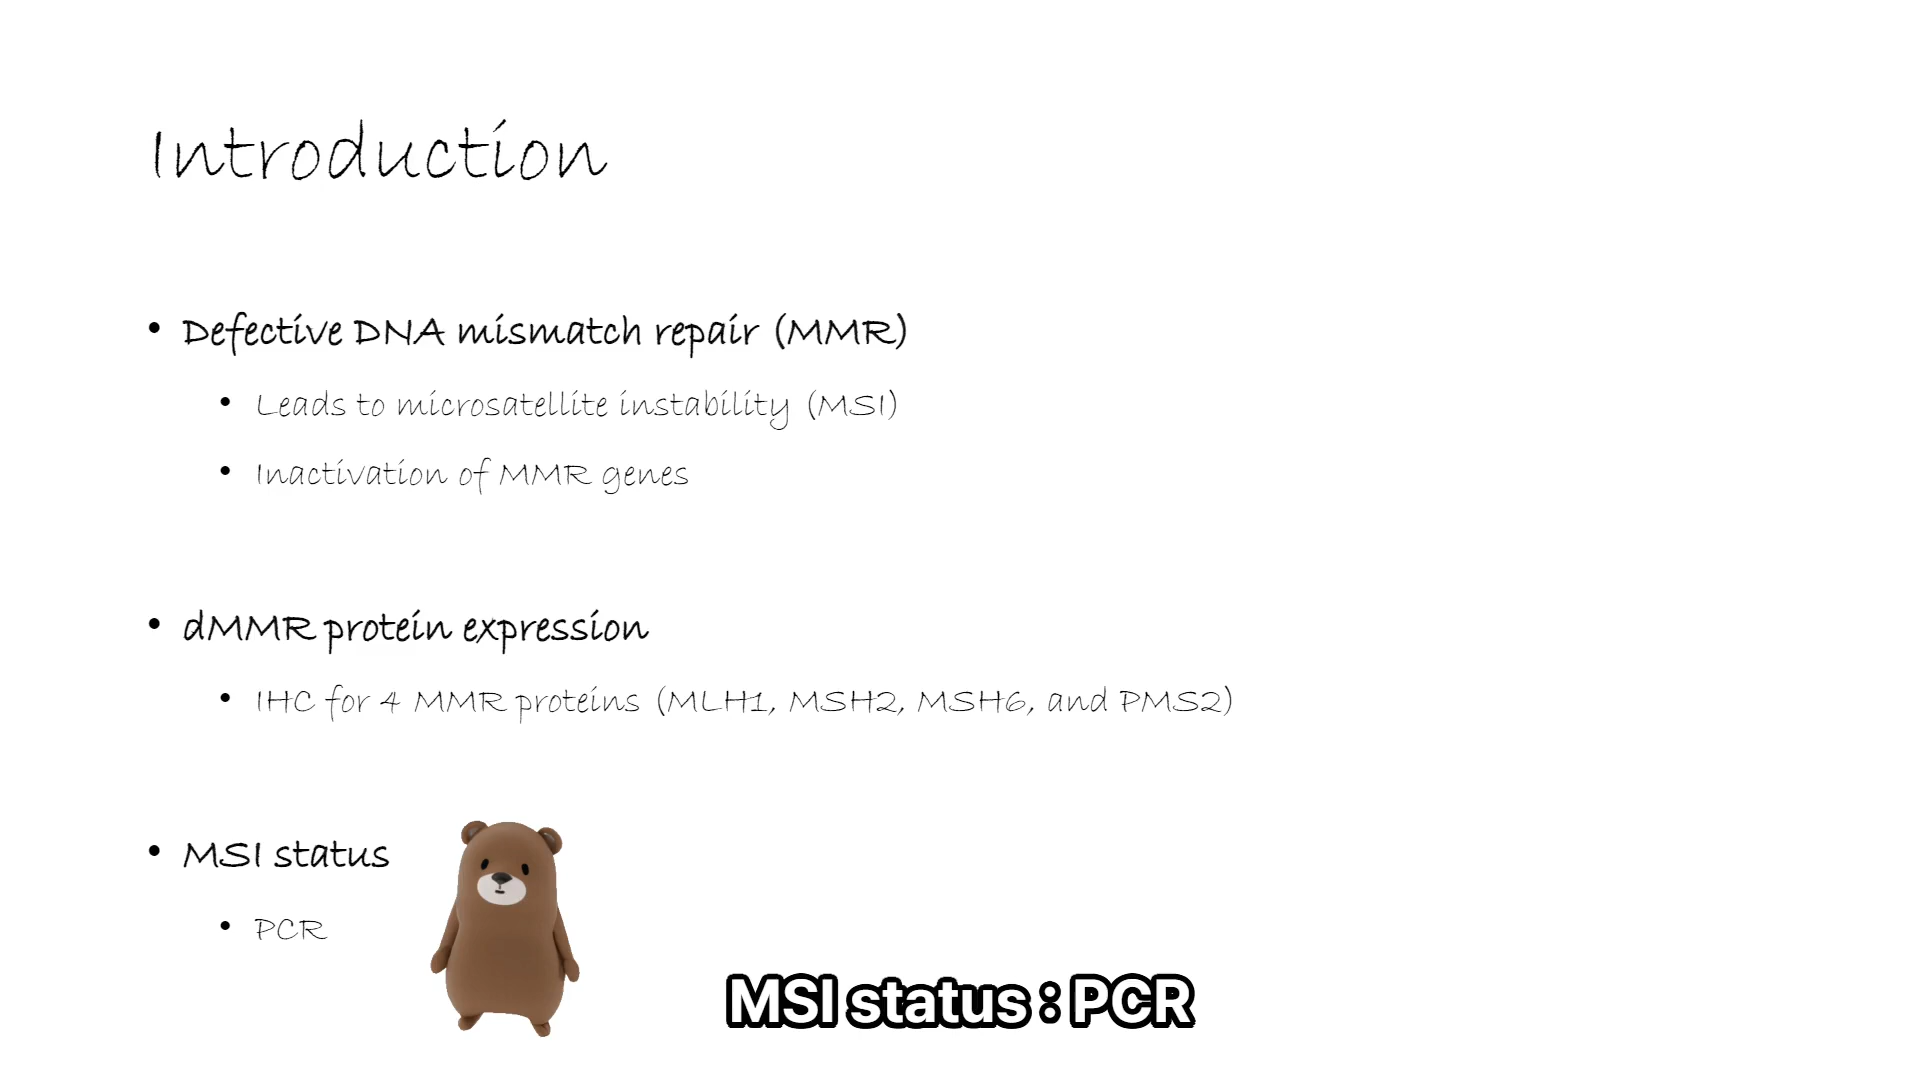 Introduction
• Defective DNA mismatch repair (MMR)
• Leads to microsatellite instability (MSI)
• Inactivation of MMR genes
• dMMR protein expression
• IHC for 4 MMR proteins (MLH1, MSH2, MSH6, and PMS2)
• MSI status
• PCR
MSI status : PCR